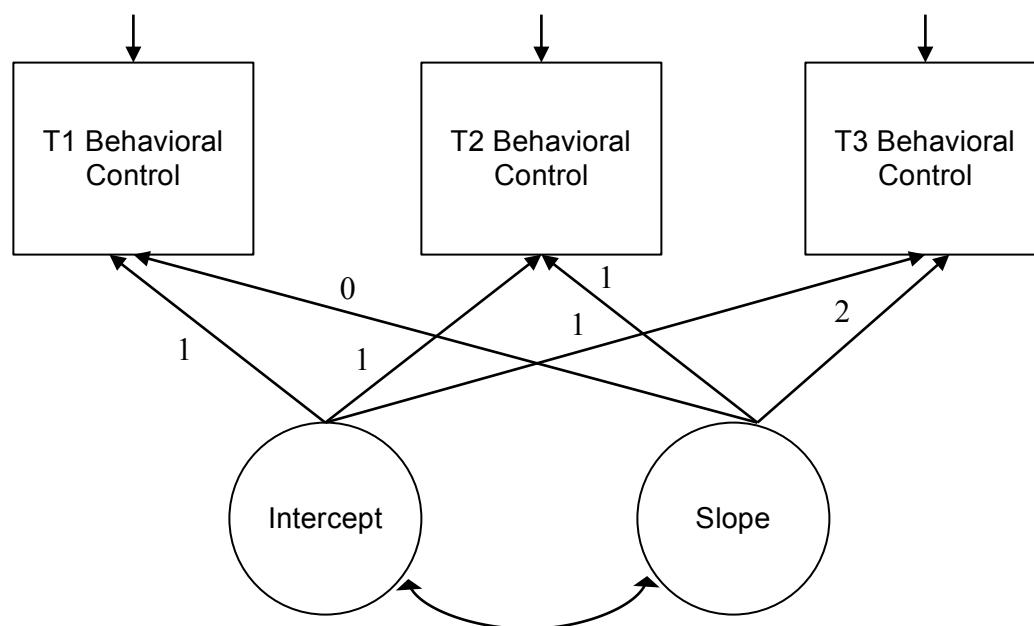 T1 Behavioral
Control
T2 Behavioral
Control
T3 Behavioral
Control
0
1
1
2
1
1
Intercept
Slope